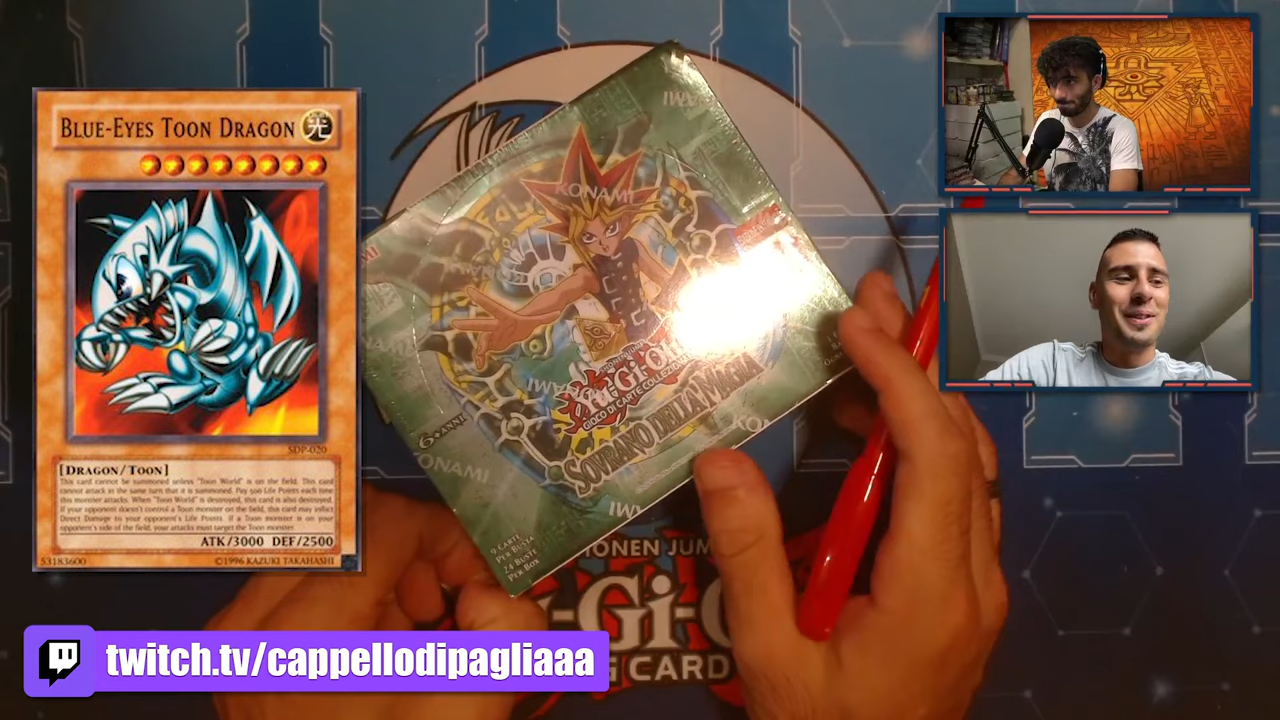 BLUE-EYES TOON DRAGON
光
SDP-020
[DRAGON/TOON]
This card cannot be summoned unless "Toon World" is on the field. This card
cannot attack in the same turn that it is summoned. Pay 500 Life Points each time
this monster attacks. When "Toon World" is destroyed, this card is also destroyed.
If your opponent doesn't control a Toon monster on the field, this card may inflict
Direct Damage to your opponent's Life Points. If a Toon monster is on your
opponent's side of the field, your attacks must target the Toon monster.
ATK/3000 DEF/2500
53183600
©1996 KAZUKI TAKAHASHI
KONAMI
Yu-Gi-Oh!
GIOCO DI CARTE COLLEZIONABILI
SOVRANO DELLA MAGIA
6+ ANNI
KONAMI
9 CARTE
PER BUSTA
24 BUSTE
PER BOX
twitch.tv/cappellodipagliaaa